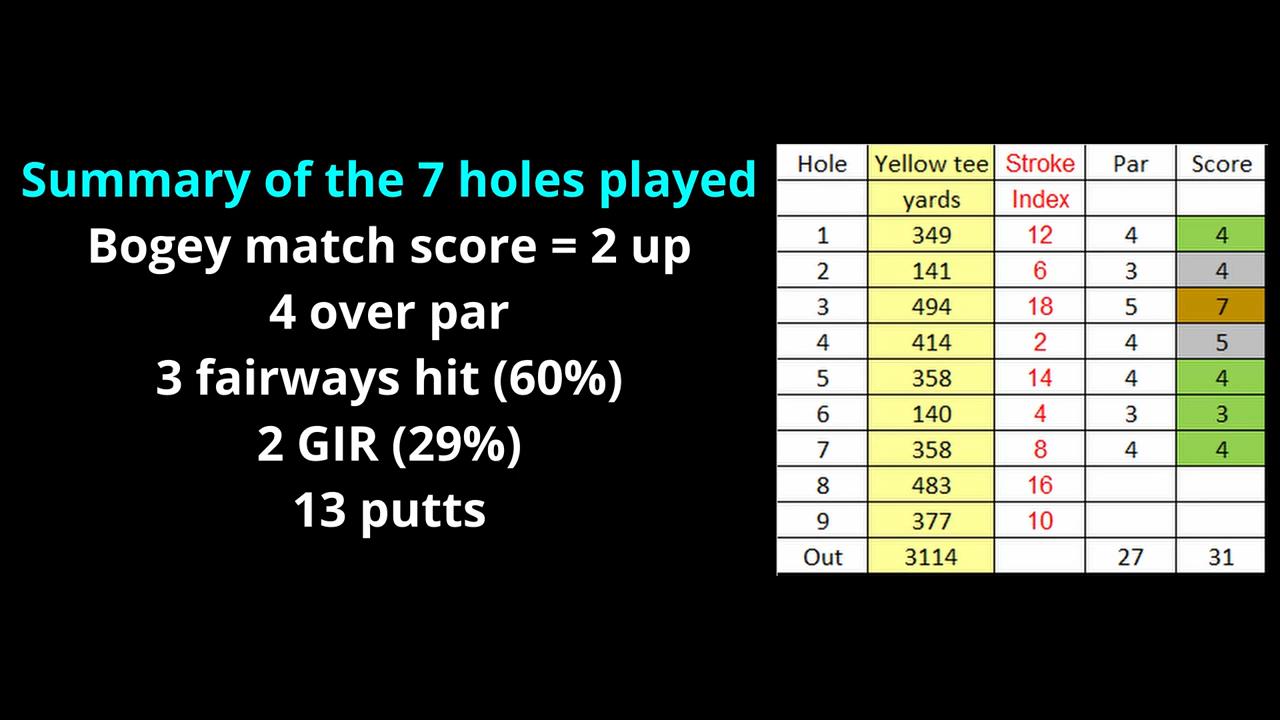 Summary of the 7 holes played
Bogey match score = 2 up
4 over par
3 fairways hit (60%)
2 GIR (29%)
13 putts
Hole Yellow tee Stroke Par Score
yards Index
1 349 12 4 4
2 141 6 3 4
3 494 18 5 7
4 414 2 4 5
5 358 14 4 4
6 140 4 3 3
7 358 8 4 4
8 483 16
9 377 10
Out 3114 27 31